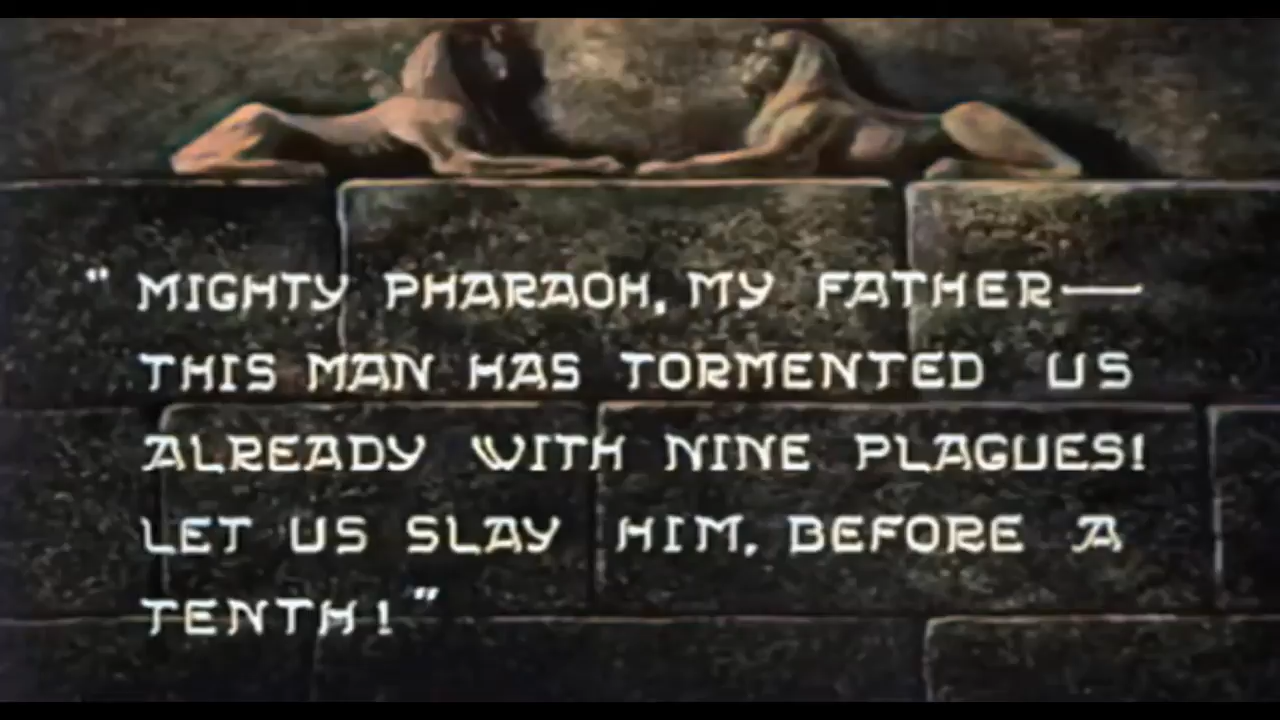 " MIGHTY PHARAOH, MY FATHER—
THIS MAN HAS TORMENTED US
ALREADY WITH NINE PLAGUES!
LET US SLAY HIM, BEFORE A
TENTH! "